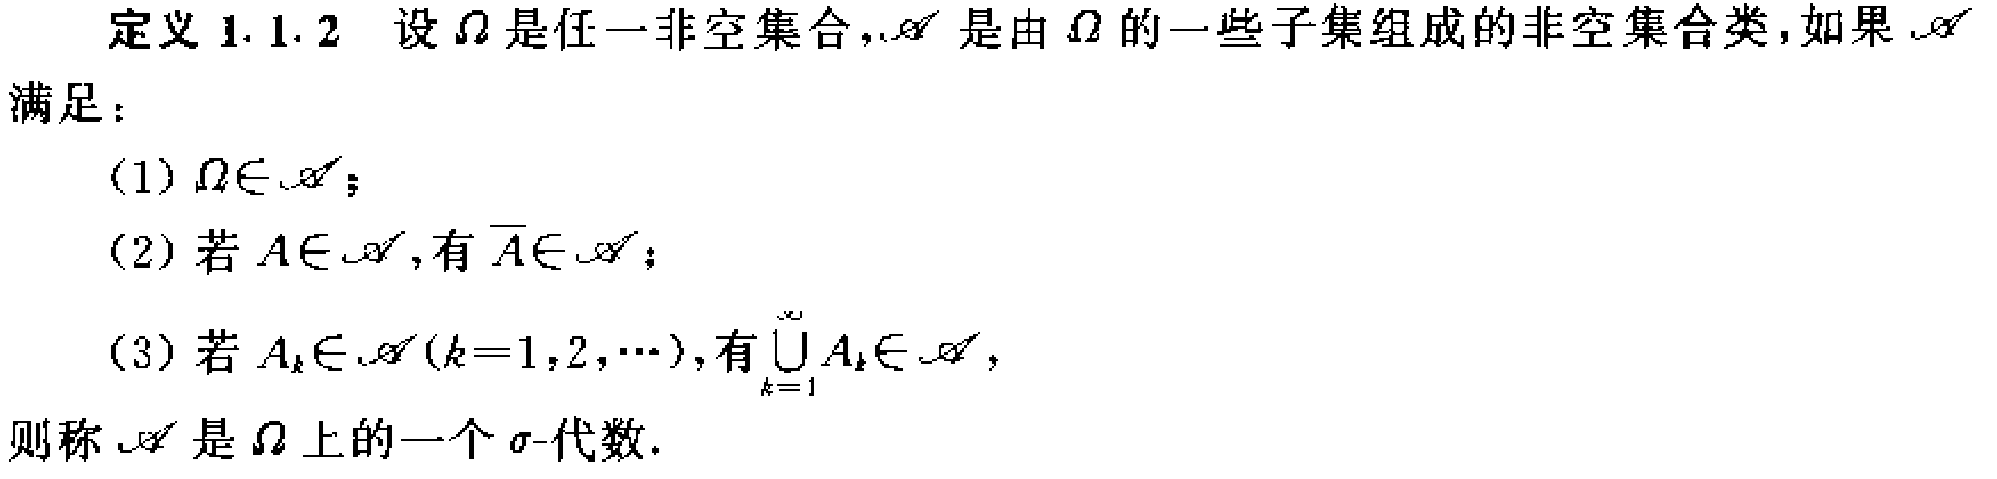 定义 1.1.2 设 Ω 是任一非空集合,𝒜 是由 Ω 的一些子集组成的非空集合类,如果 𝒜
满足:
(1) Ω∈𝒜;
(2) 若 A∈𝒜,有 A̅∈𝒜;
(3) 若 Aₖ∈𝒜(k=1,2,⋯),有 ⋃_{k=1}^{∞} Aₖ∈𝒜,
则称 𝒜 是 Ω 上的一个 σ-代数.